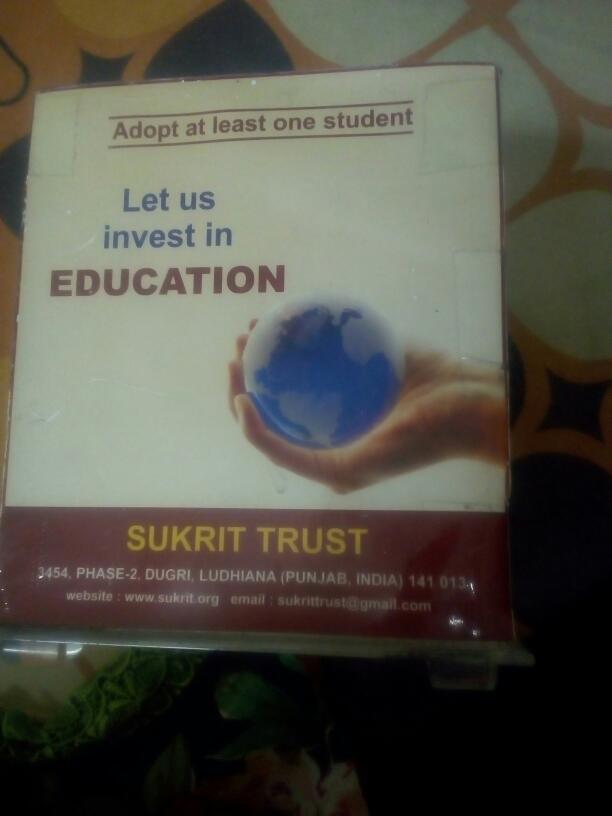 Adopt at least one student
Let us
invest in
EDUCATION
SUKRIT TRUST
3454, PHASE-2, DUGRI, LUDHIANA (PUNJAB, INDIA) 141 013
website : www.sukrit.org email : sukrittrust@gmail.com